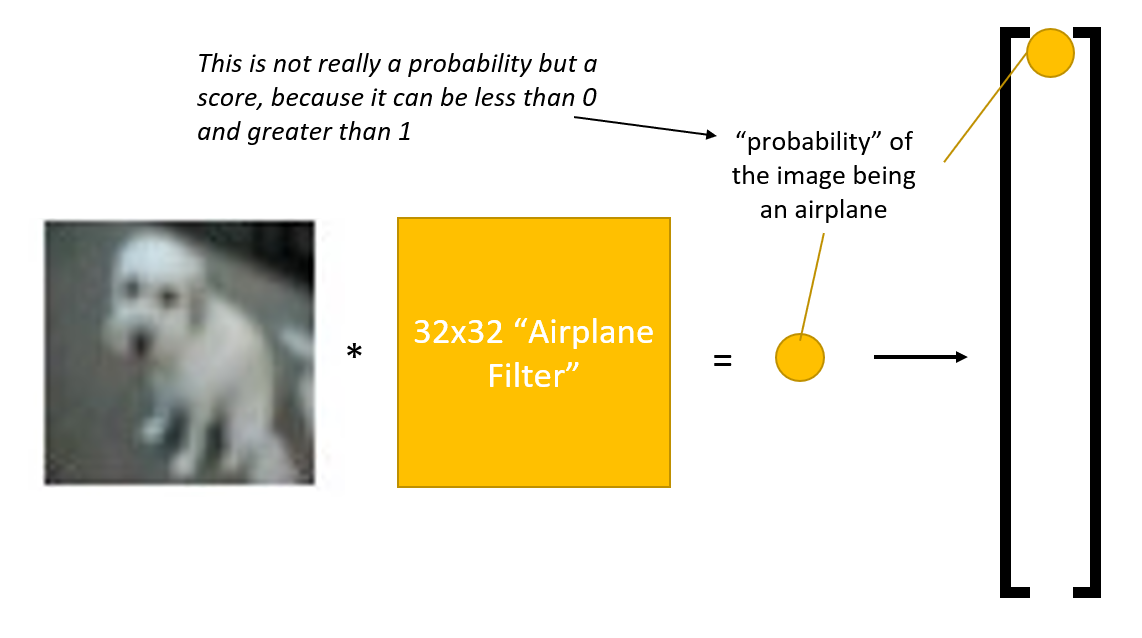 This is not really a probability but a
score, because it can be less than 0
and greater than 1
“probability” of
the image being
an airplane
*
32x32 “Airplane
Filter”
=